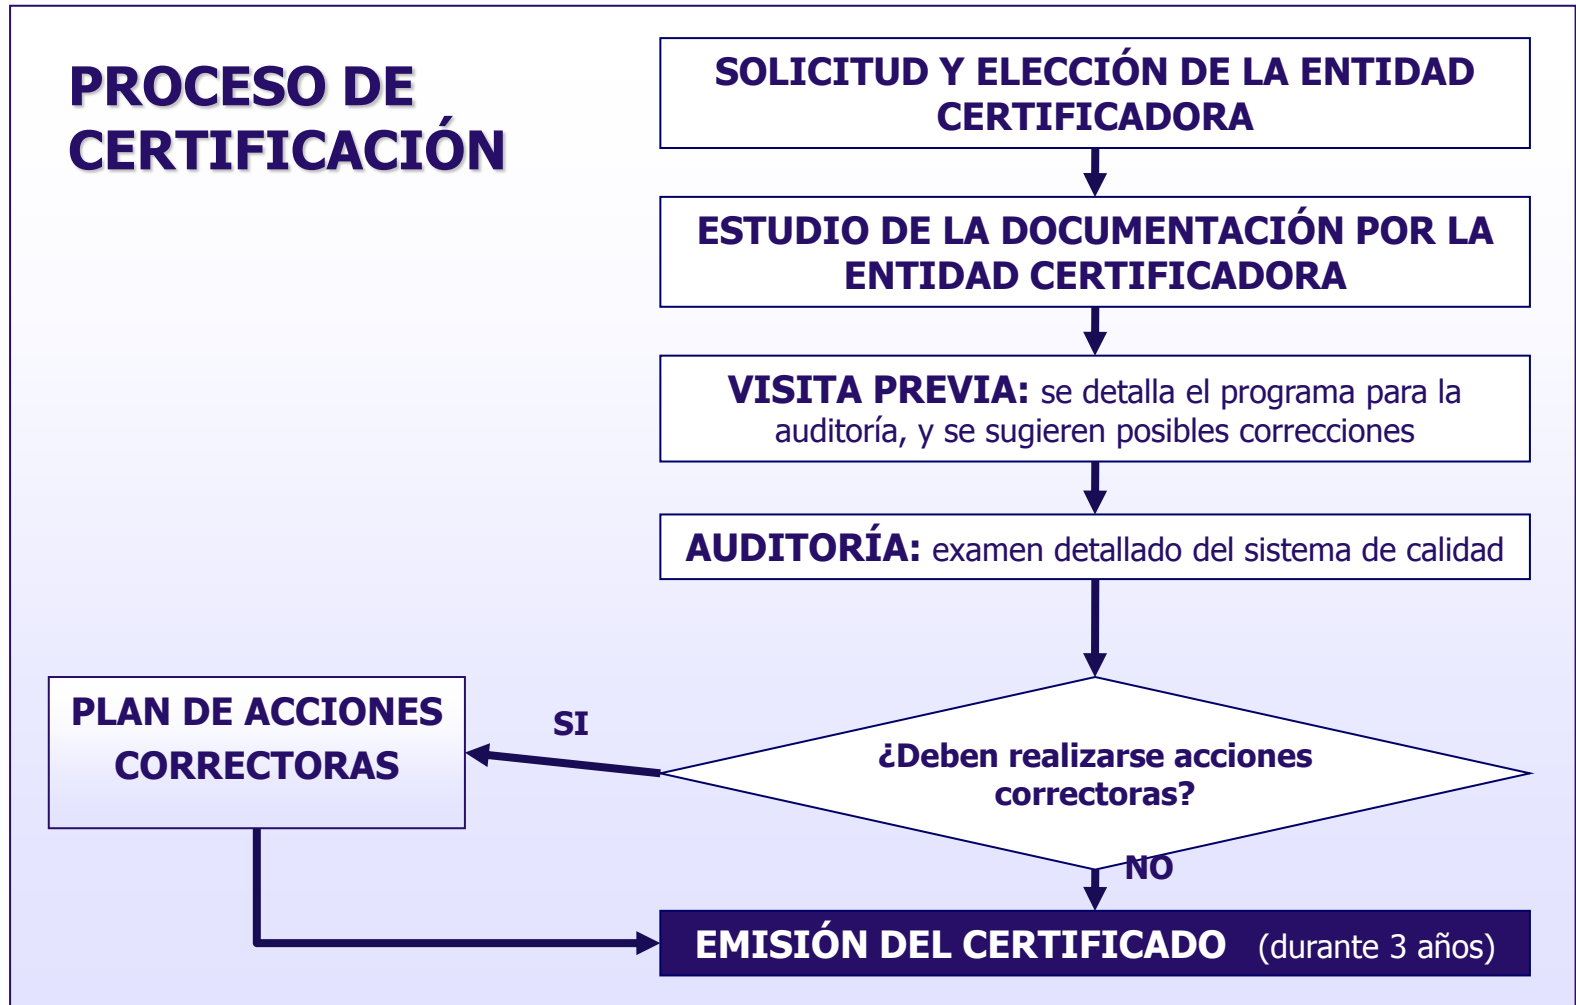 PROCESO DE
CERTIFICACIÓN
SOLICITUD Y ELECCIÓN DE LA ENTIDAD
CERTIFICADORA
ESTUDIO DE LA DOCUMENTACIÓN POR LA
ENTIDAD CERTIFICADORA
VISITA PREVIA: se detalla el programa para la
auditoría, y se sugieren posibles correcciones
AUDITORÍA: examen detallado del sistema de calidad
¿Deben realizarse acciones
correctoras?
SI
PLAN DE ACCIONES
CORRECTORAS
NO
EMISIÓN DEL CERTIFICADO (durante 3 años)